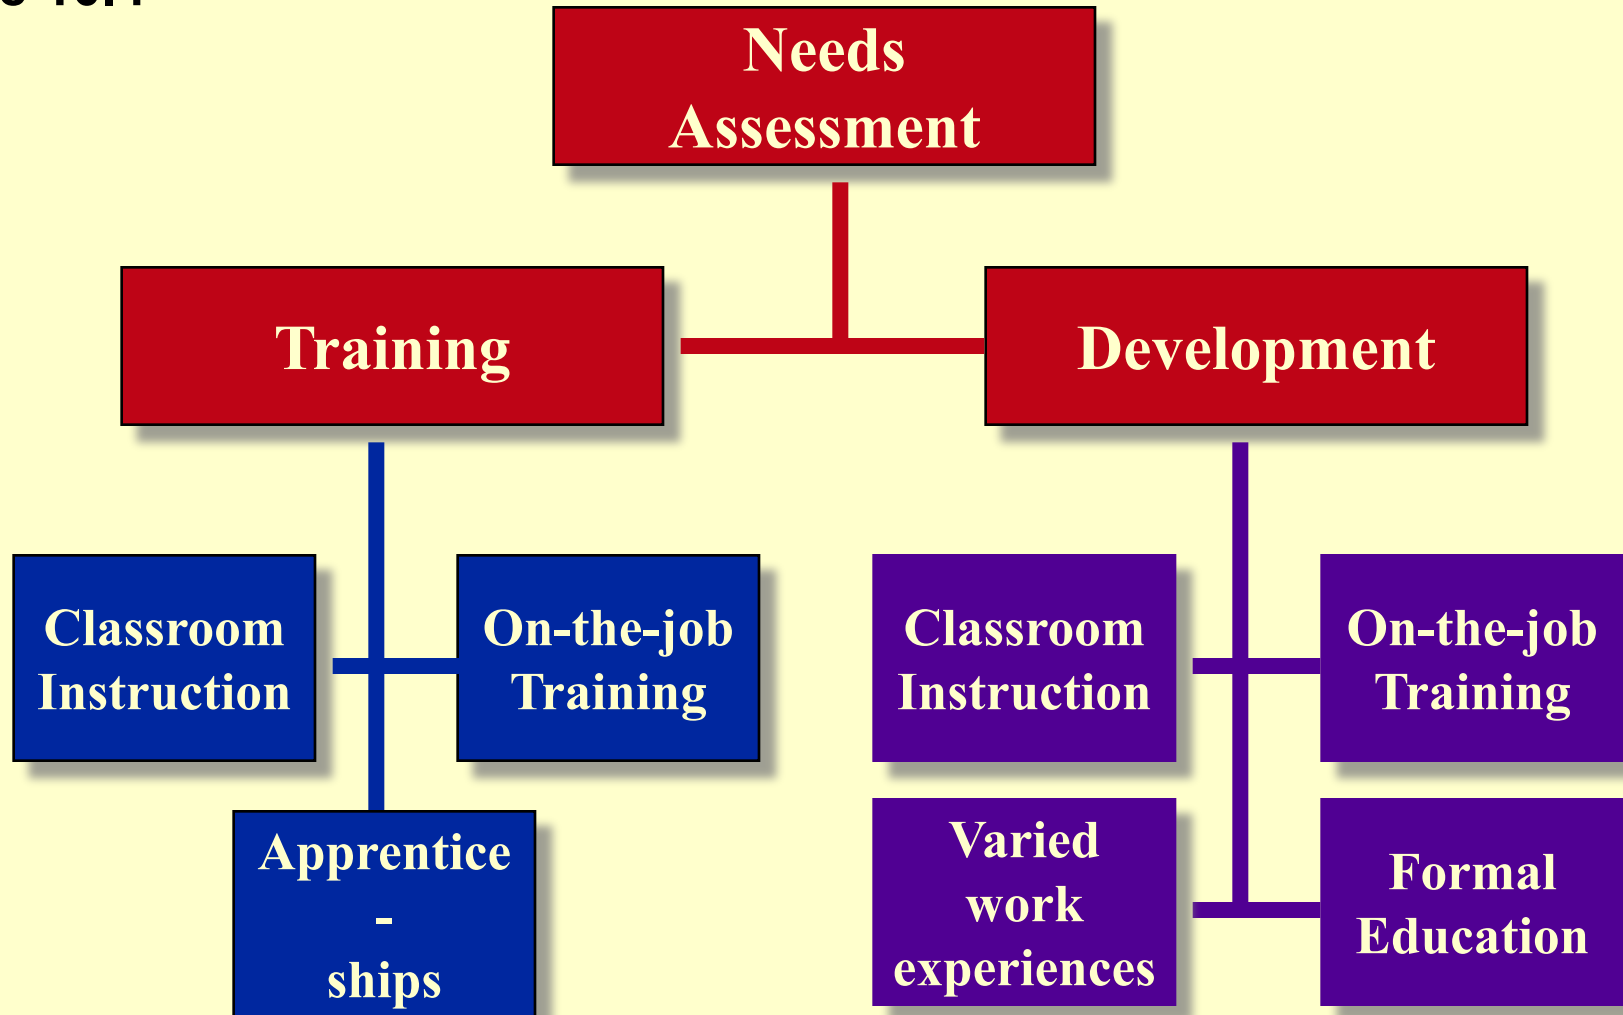 Needs
Assessment
Training
Development
Classroom
Instruction
On-the-job
Training
Classroom
Instruction
On-the-job
Training
Apprentice
-
ships
Varied
work
experiences
Formal
Education